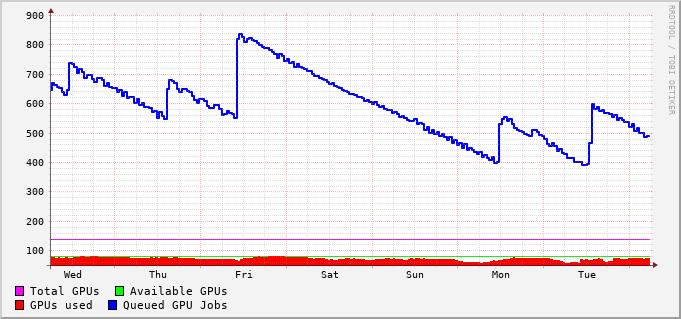 900
800
700
600
500
400
300
200
100
Wed Thu Fri Sat Sun Mon Tue
Total GPUs Available GPUs
GPUs used Queued GPU Jobs
RRDTOOL / TOBI OETIKER